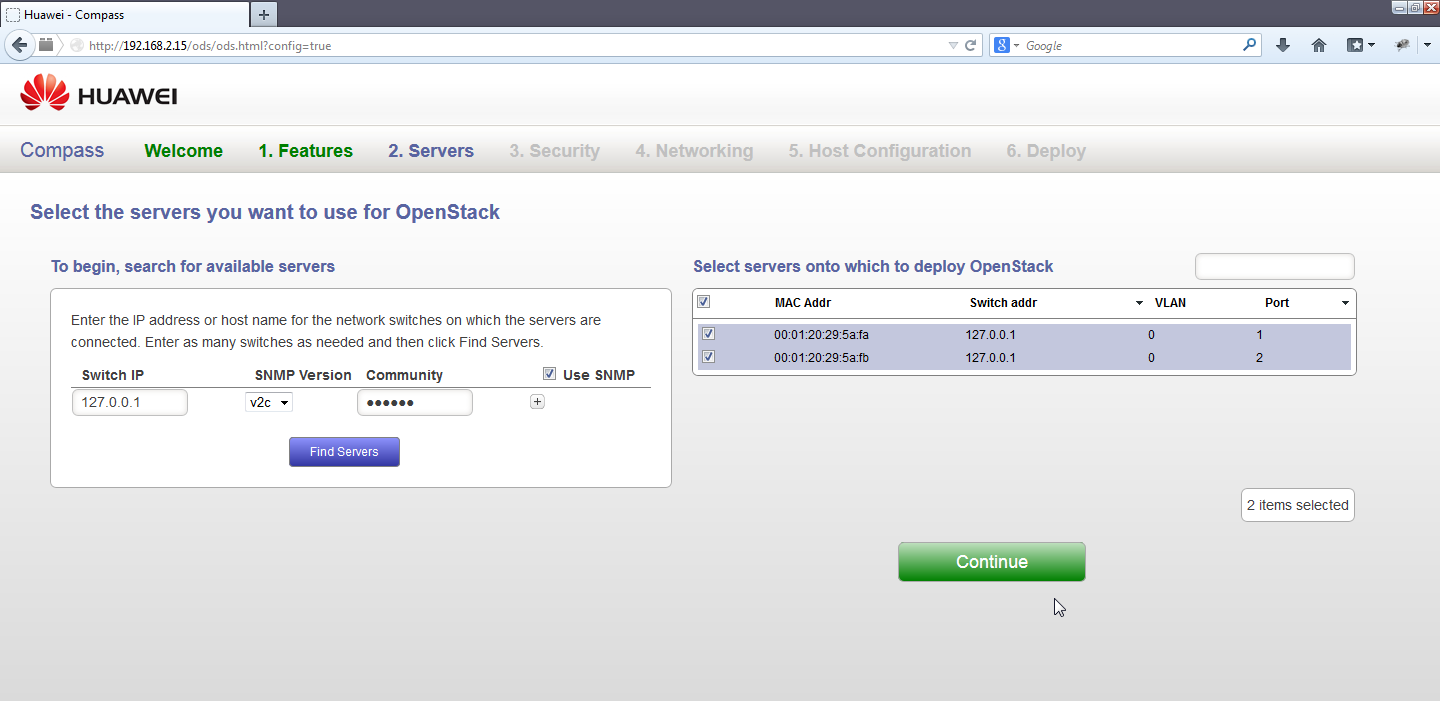 Huawei - Compass
http://192.168.2.15/ods/ods.html?config=true
Google
HUAWEI
Compass Welcome 1. Features 2. Servers 3. Security 4. Networking 5. Host Configuration 6. Deploy
Select the servers you want to use for OpenStack
To begin, search for available servers
Enter the IP address or host name for the network switches on which the servers are
connected. Enter as many switches as needed and then click Find Servers.
Switch IP SNMP Version Community Use SNMP
127.0.0.1 v2c ●●●●●●
Find Servers
Select servers onto which to deploy OpenStack
MAC Addr Switch addr VLAN Port
00:01:20:29:5a:fa 127.0.0.1 0 1
00:01:20:29:5a:fb 127.0.0.1 0 2
2 items selected
Continue